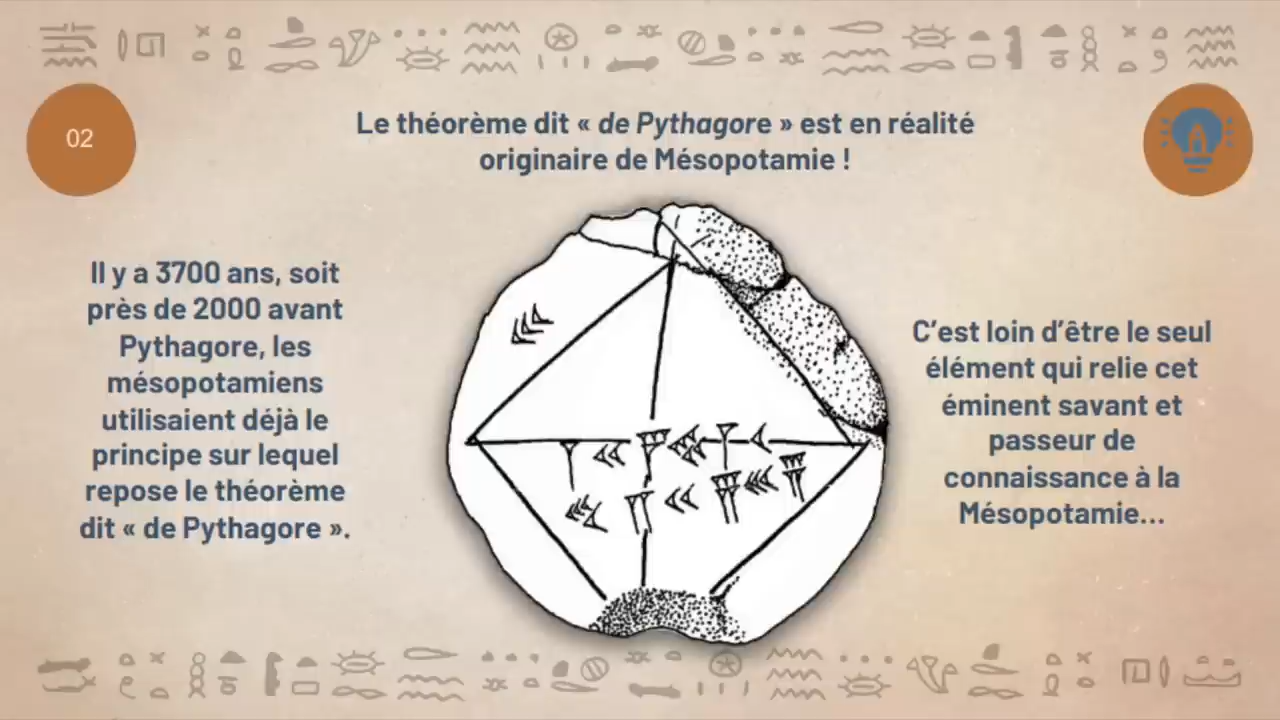 02
Le théorème dit « de Pythagore » est en réalité
originaire de Mésopotamie !
Il y a 3700 ans, soit
près de 2000 avant
Pythagore, les
mésopotamiens
utilisaient déjà le
principe sur lequel
repose le théorème
dit « de Pythagore ».
C’est loin d’être le seul
élément qui relie cet
éminent savant et
passeur de
connaissance à la
Mésopotamie…